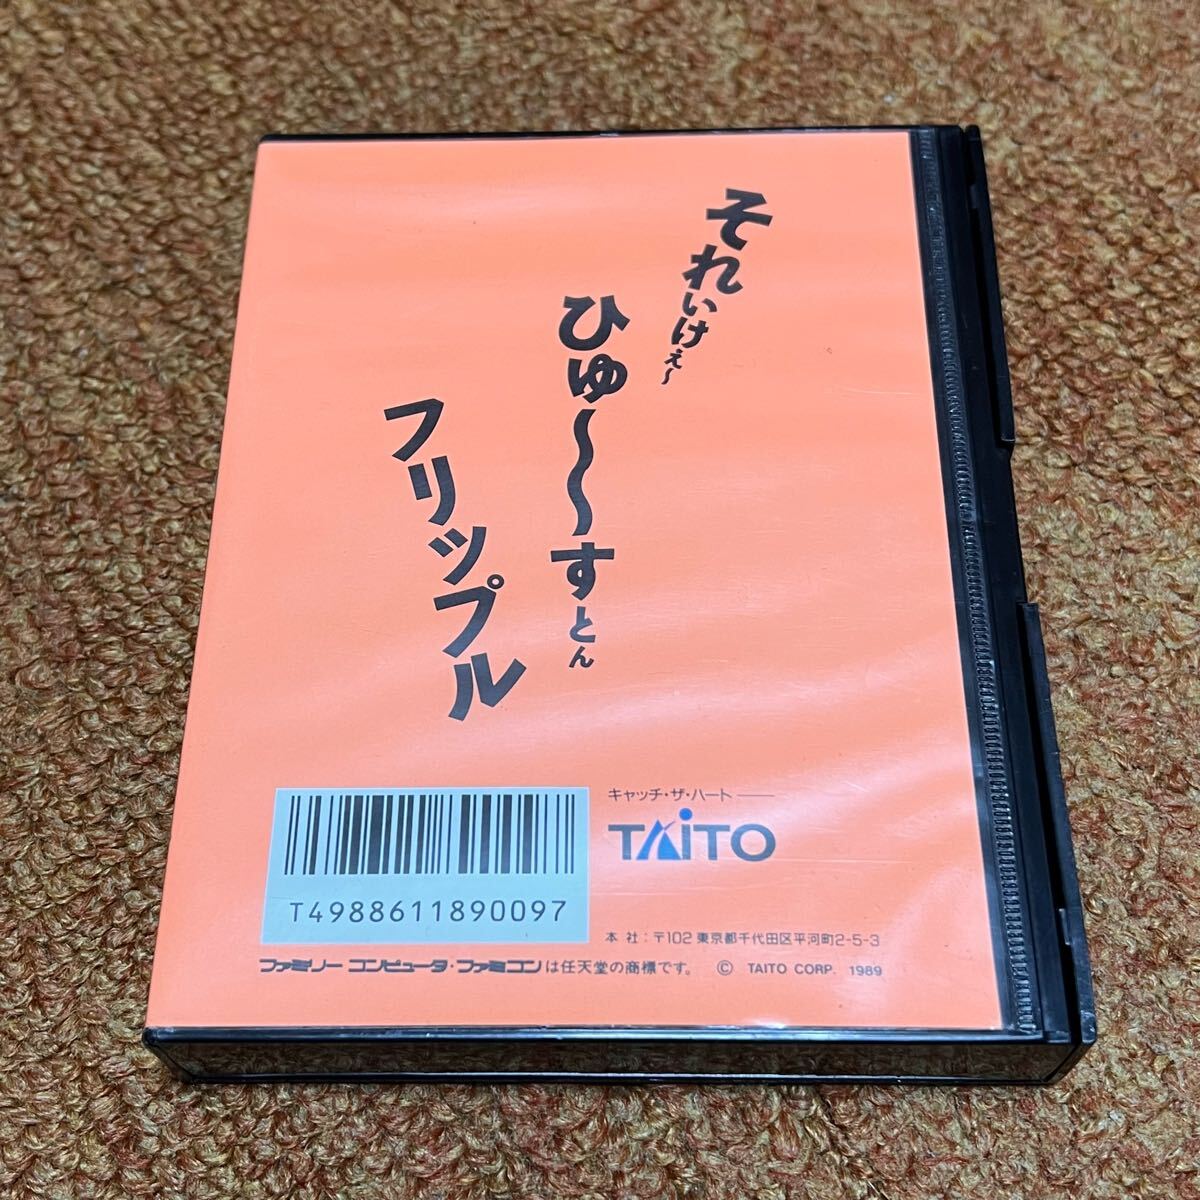 それいけぇ〜
ひゅ〜〜すとん
フリップル
キャッチ・ザ・ハート
TAITO
T4988611890097
本 社 : 〒102 東京都千代田区平河町2-5-3
ファミリー コンピュータ・ファミコンは任天堂の商標です。 © TAITO CORP. 1989